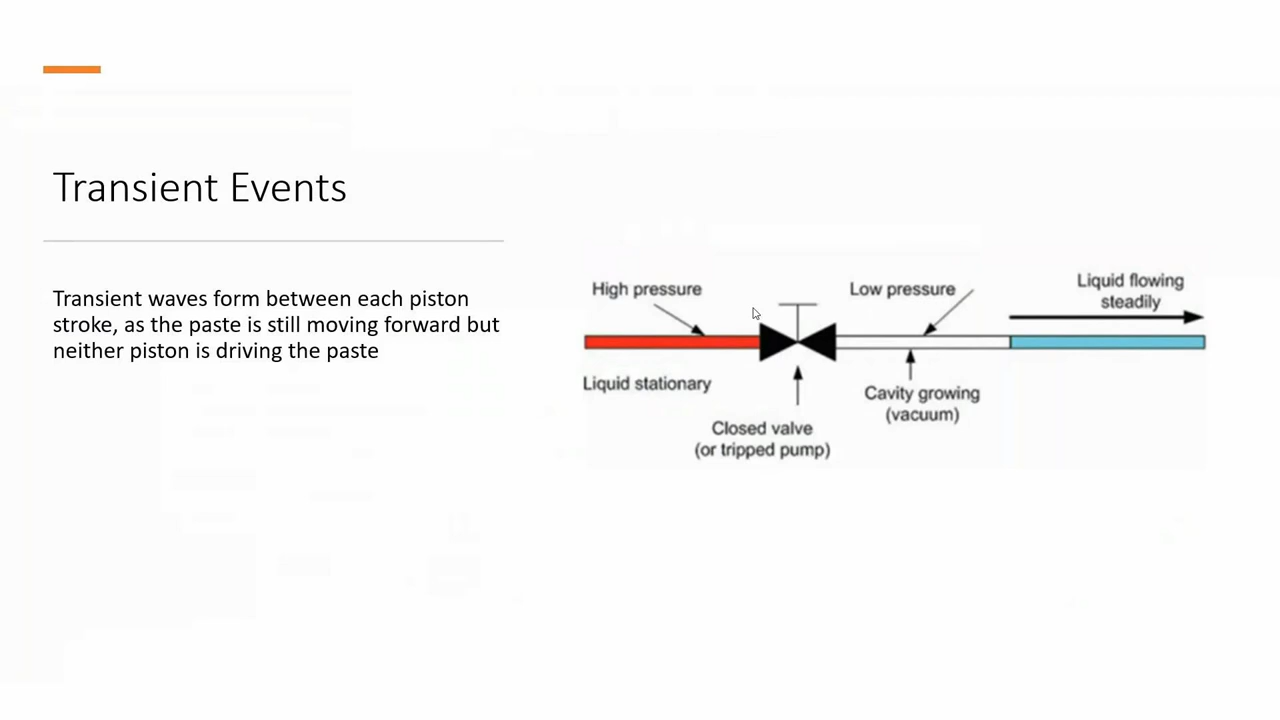 Transient Events
Transient waves form between each piston
stroke, as the paste is still moving forward but
neither piston is driving the paste
High pressure
Low pressure
Liquid flowing
steadily
Liquid stationary
Closed valve
(or tripped pump)
Cavity growing
(vacuum)